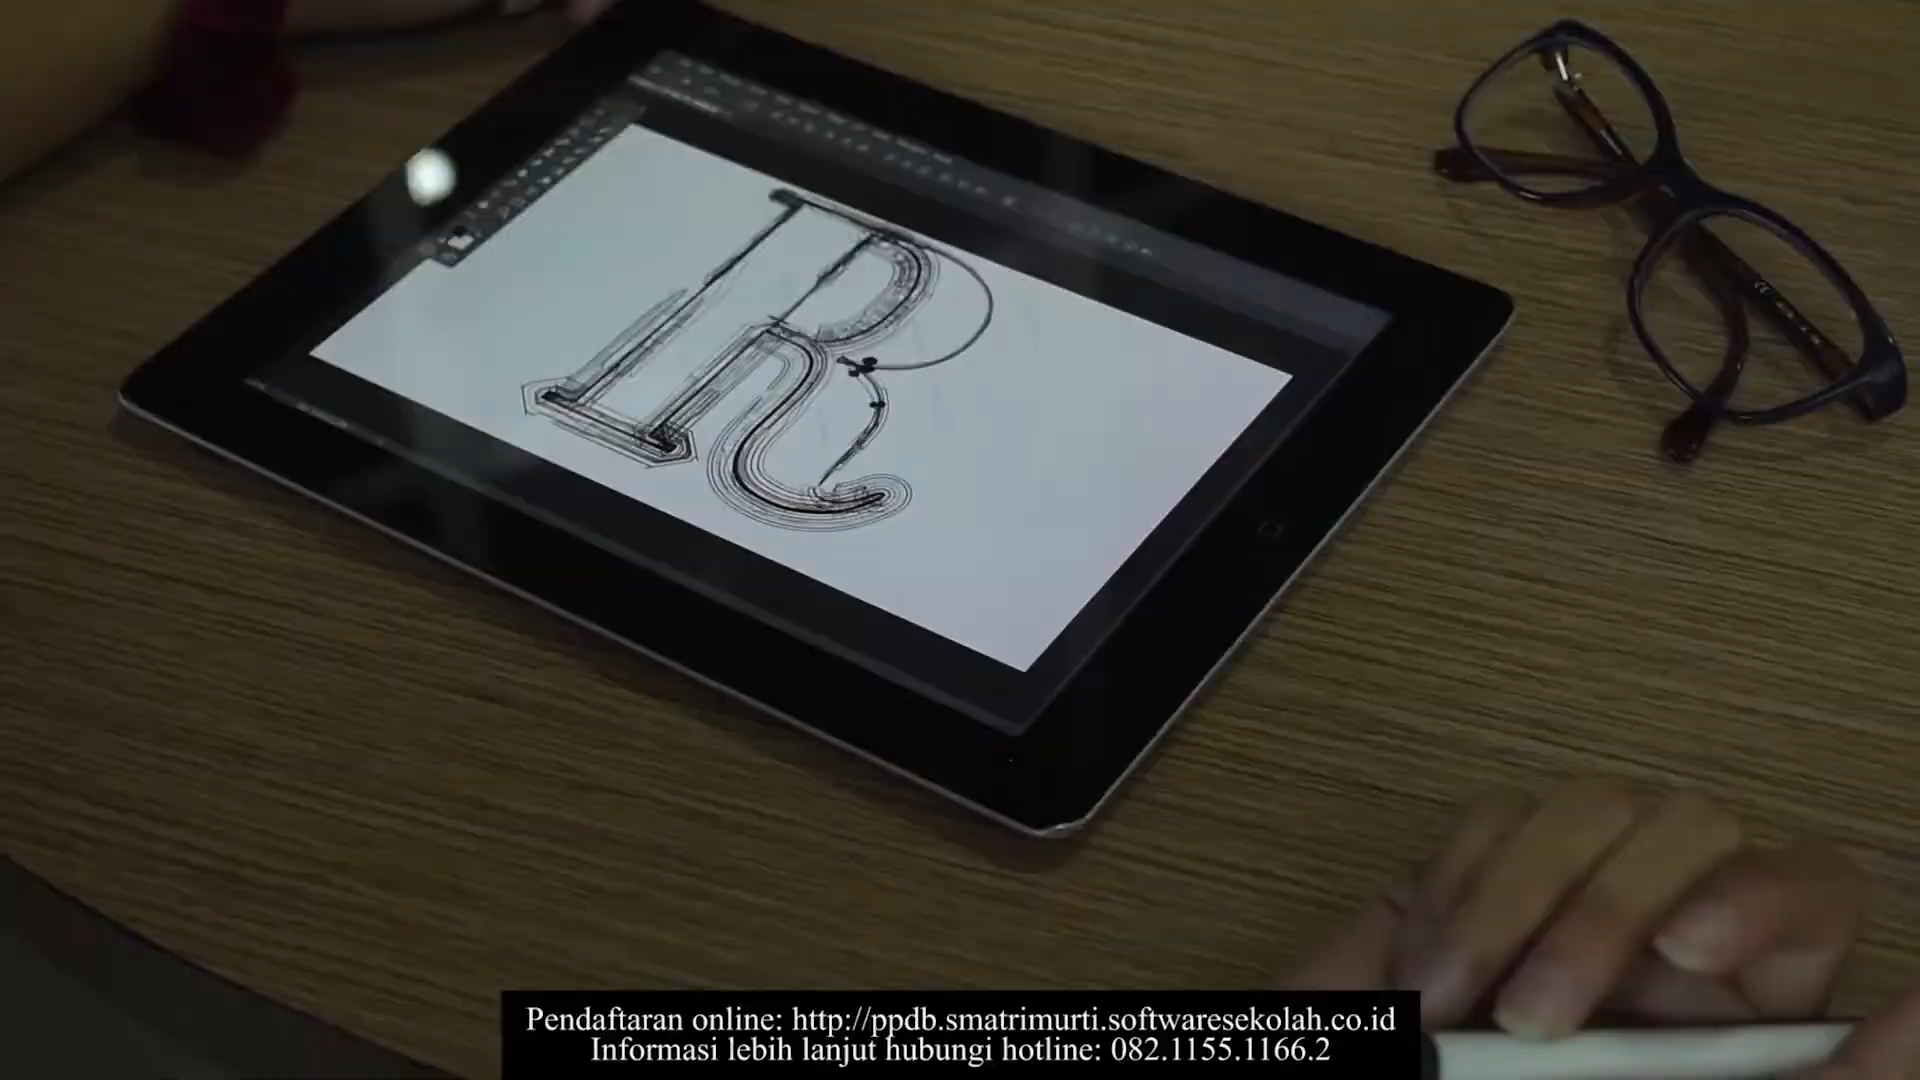 R
Pendaftaran online: http://ppdb.smatrimurti.softwaresekolah.co.id
Informasi lebih lanjut hubungi hotline: 082.1155.1166.2